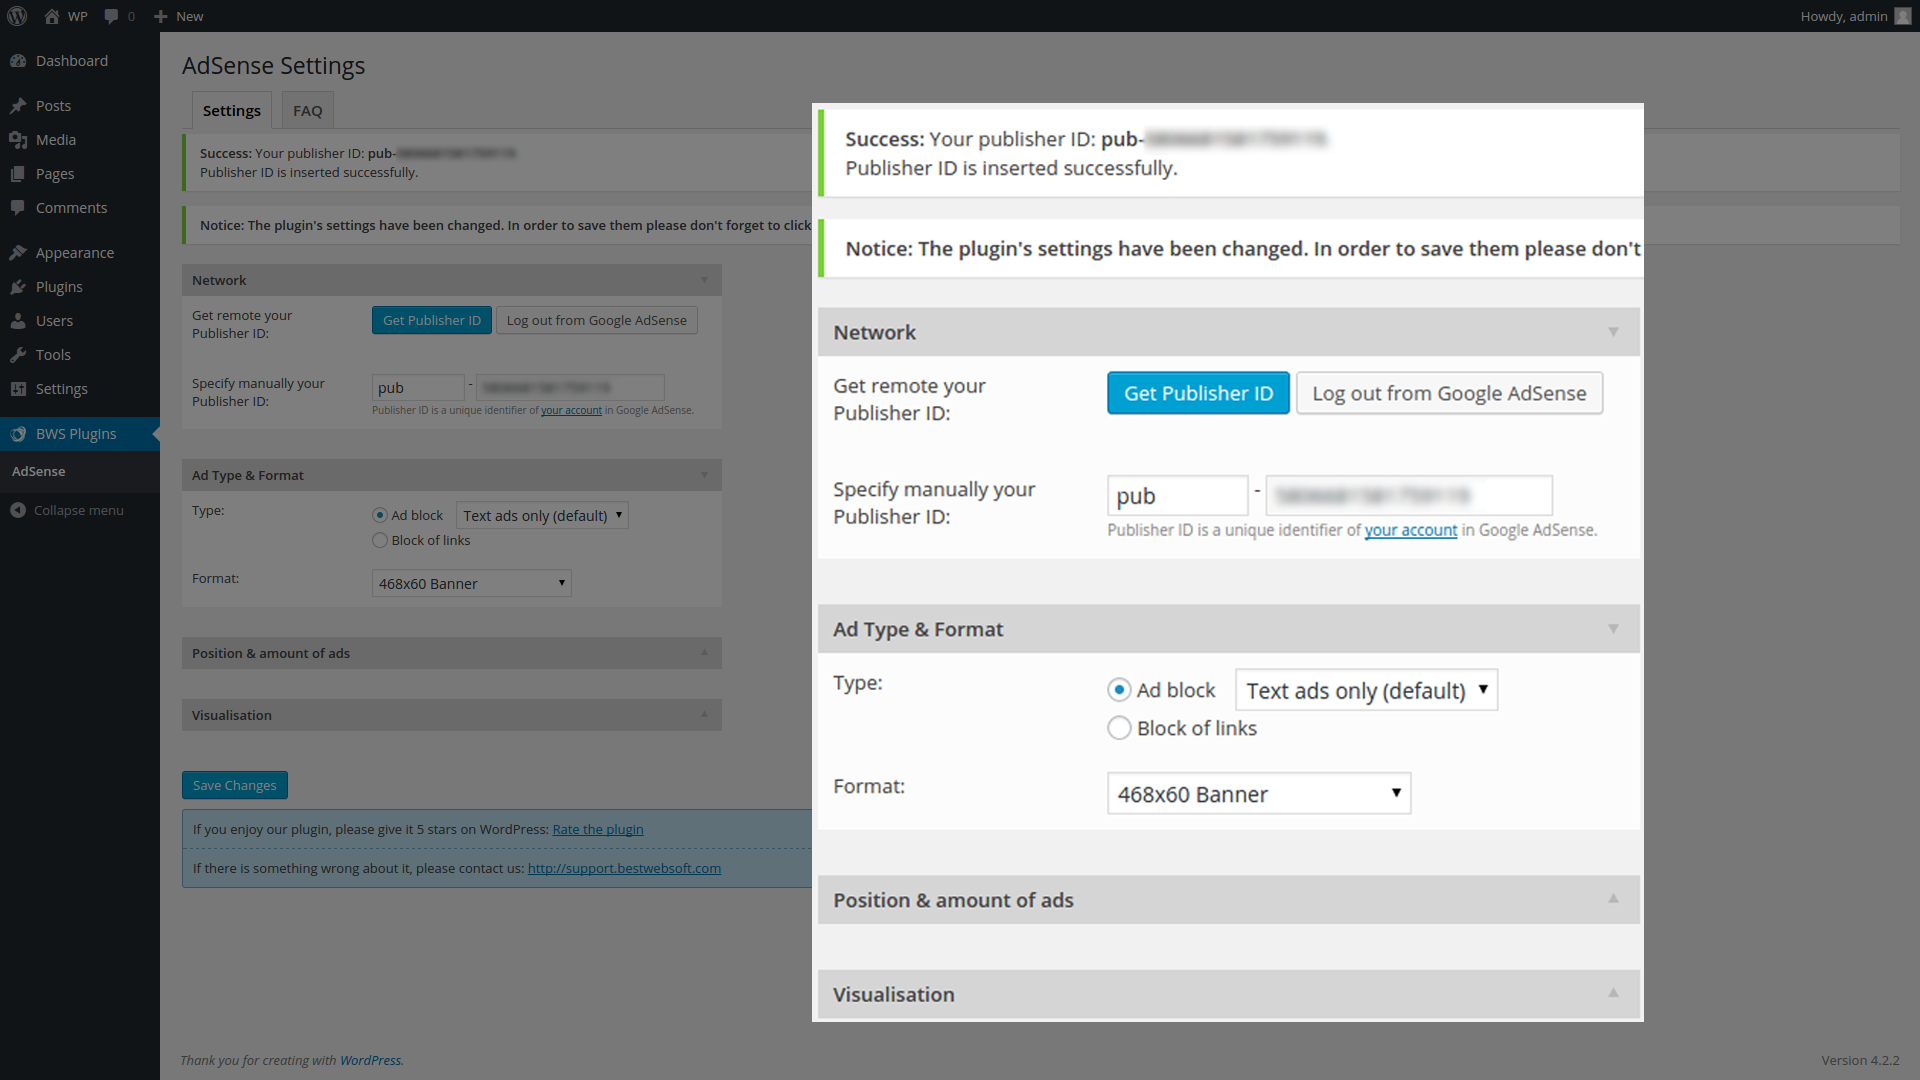 WP
0
New
Howdy, admin
Dashboard
Posts
Media
Pages
Comments
Appearance
Plugins
Users
Tools
Settings
BWS Plugins
AdSense
Collapse menu
AdSense Settings
Settings
FAQ
Success: Your publisher ID: pub-
Publisher ID is inserted successfully.
Notice: The plugin's settings have been changed. In order to save them please don't forget to click
Network
Get remote your
Publisher ID:
Get Publisher ID
Log out from Google AdSense
Specify manually your
Publisher ID:
pub
-
Publisher ID is a unique identifier of your account in Google AdSense.
Ad Type & Format
Type:
Ad block
Text ads only (default)
Block of links
Format:
468x60 Banner
Position & amount of ads
Visualisation
Save Changes
If you enjoy our plugin, please give it 5 stars on WordPress: Rate the plugin
If there is something wrong about it, please contact us: http://support.bestwebsoft.com
Thank you for creating with WordPress.
Version 4.2.2
Success: Your publisher ID: pub-
Publisher ID is inserted successfully.
Notice: The plugin's settings have been changed. In order to save them please don't
Network
Get remote your
Publisher ID:
Get Publisher ID
Log out from Google AdSense
Specify manually your
Publisher ID:
pub
-
Publisher ID is a unique identifier of your account in Google AdSense.
Ad Type & Format
Type:
Ad block
Text ads only (default)
Block of links
Format:
468x60 Banner
Position & amount of ads
Visualisation